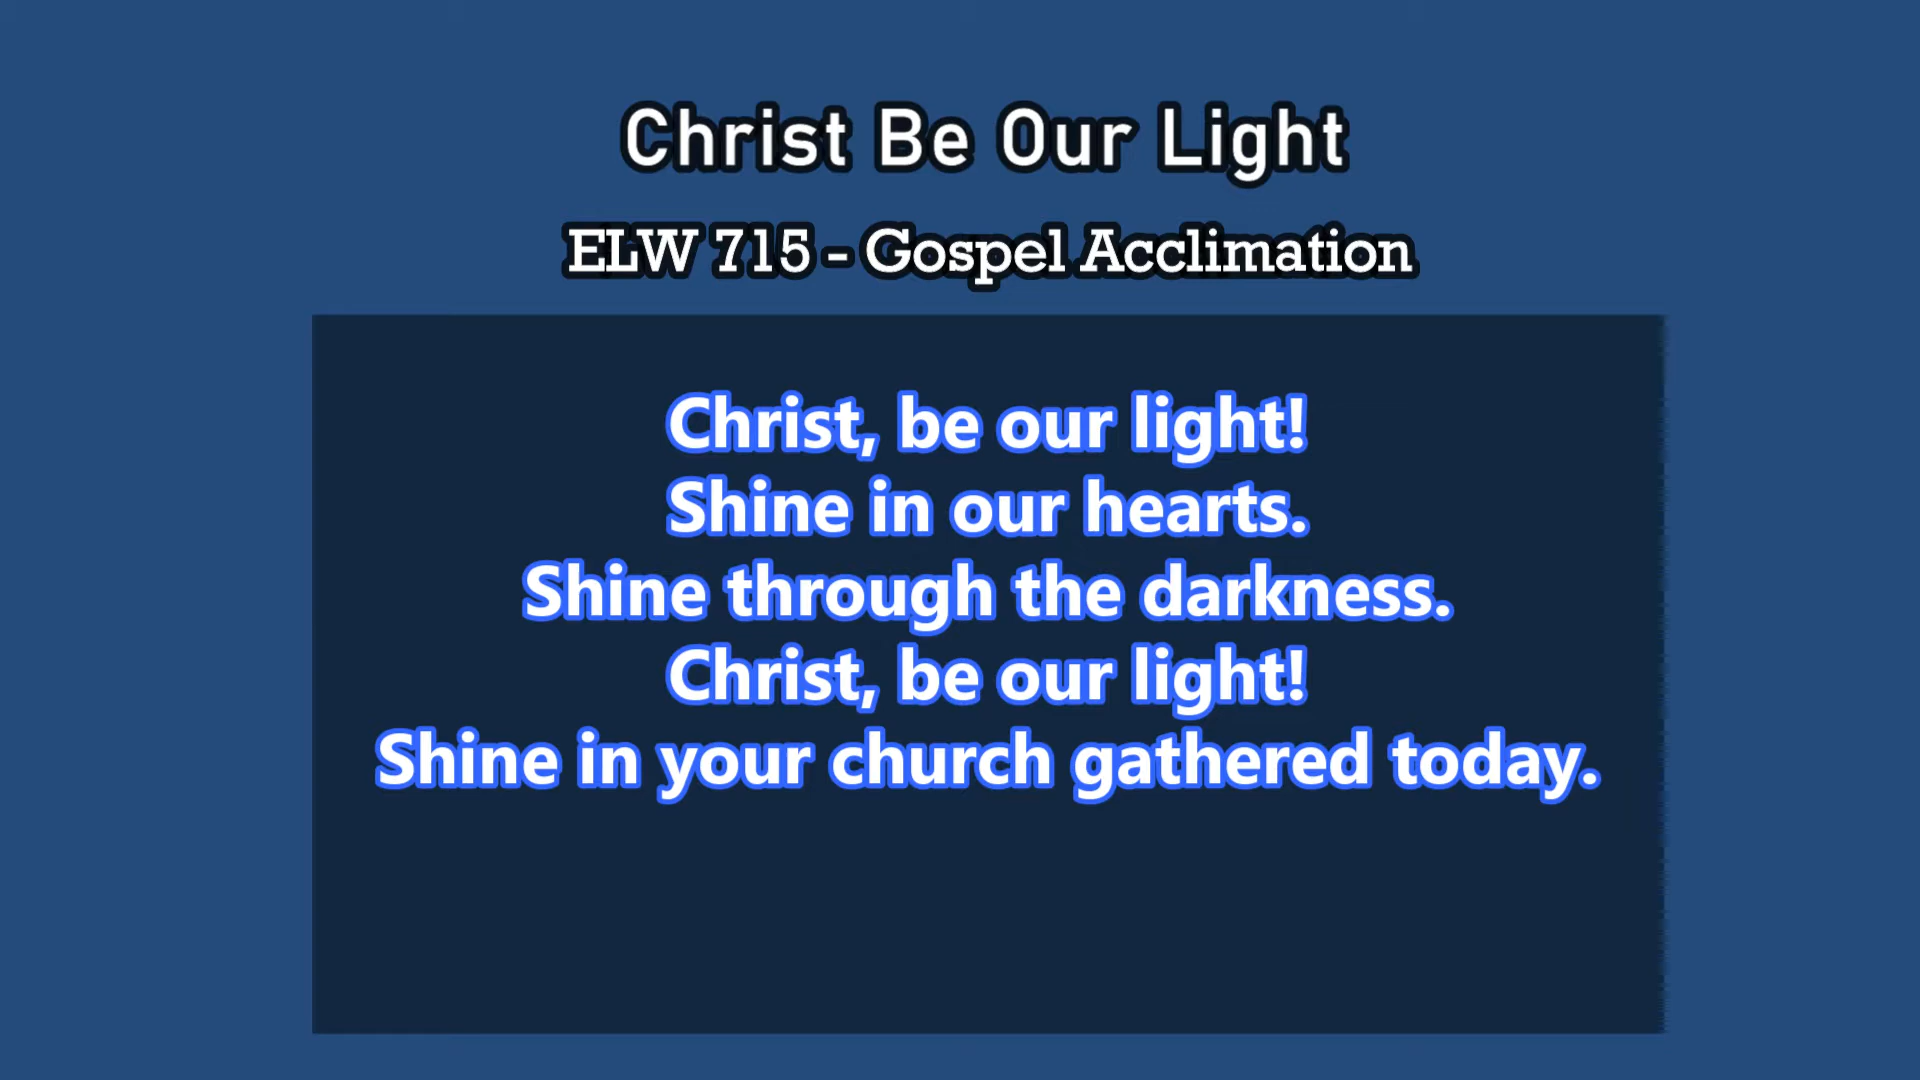 Christ Be Our Light
ELW 715 - Gospel Acclimation
Christ, be our light!
Shine in our hearts.
Shine through the darkness.
Christ, be our light!
Shine in your church gathered today.